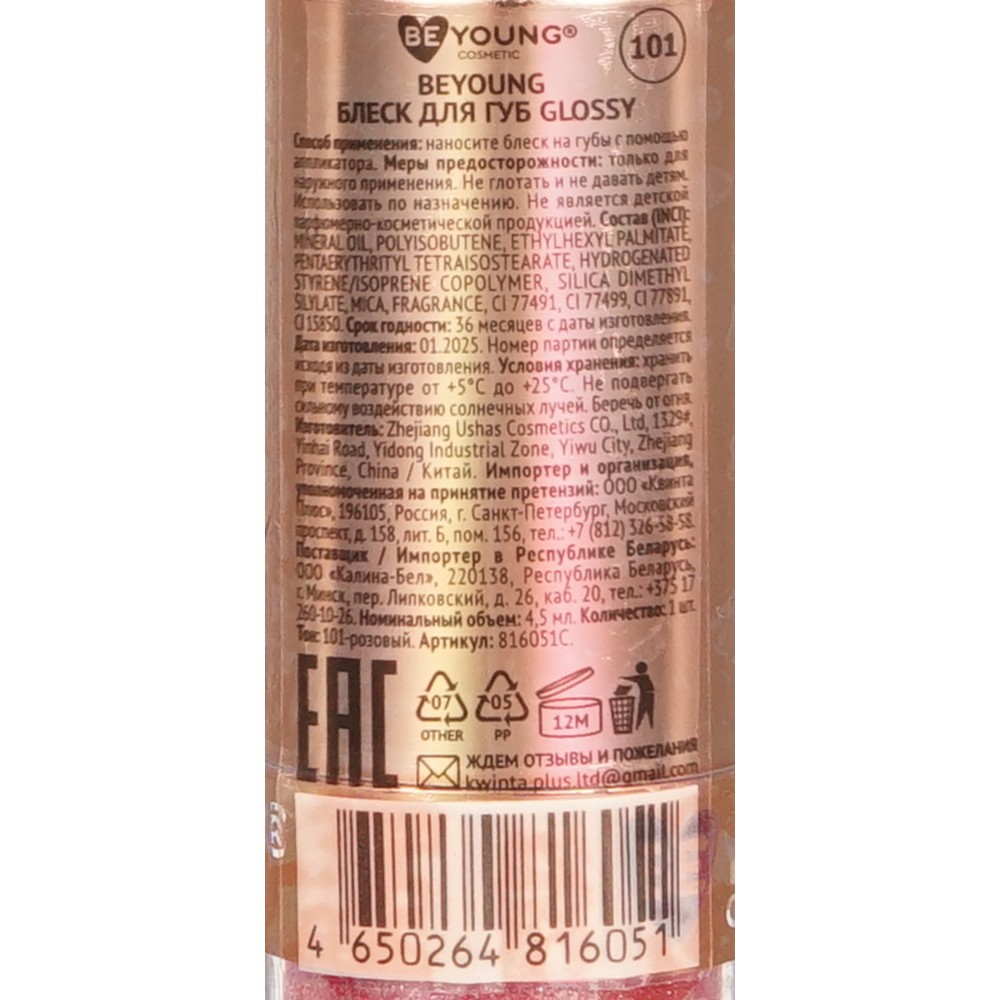 BE YOUNG®
COSMETIC
101
BEYOUNG
БЛЕСК ДЛЯ ГУБ GLOSSY
Способ применения: наносите блеск на губы с помощью
аппликатора. Меры предосторожности: только для
наружного применения. Не глотать и не давать детям.
Использовать по назначению. Не является детской
парфюмерно-косметической продукцией. Состав (INCI):
MINERAL OIL, POLYISOBUTENE, ETHYLHEXYL PALMITATE,
PENTAERYTHRITYL TETRAISOSTEARATE, HYDROGENATED
STYRENE/ISOPRENE COPOLYMER, SILICA DIMETHYL
SILYLATE, MICA, FRAGRANCE, CI 77491, CI 77499, CI 77891,
CI 15850. Срок годности: 36 месяцев с даты изготовления.
Дата изготовления: 01.2025. Номер партии определяется
исходя из даты изготовления. Условия хранения: хранить
при температуре от +5°C до +25°C. Не подвергать
сильному воздействию солнечных лучей. Беречь от огня.
Изготовитель: Zhejiang Ushas Cosmetics CO., Ltd, 1329#,
Yinhai Road, Yidong Industrial Zone, Yiwu City, Zhejiang
Province, China / Китай. Импортер и организация,
уполномоченная на принятие претензий: ООО «Квинта
Плюс», 196105, Россия, г. Санкт-Петербург, Московский
проспект, д. 158, лит. Б, пом. 156, тел.: +7 (812) 326-58-58.
Поставщик / Импортер в Республике Беларусь:
ООО «Калина-Бел», 220138, Республика Беларусь,
г. Минск, пер. Липковский, д. 26, каб. 20, тел.: +375 17
260-10-26. Номинальный объем: 4,5 мл. Количество: 1 шт.
Тон: 101-розовый. Артикул: 816051C.
EAC
07
OTHER
05
PP
12M
ЖДЕМ ОТЗЫВЫ И ПОЖЕЛАНИЯ
kwinta.plus.ltd@gmail.com
4 650264 816051